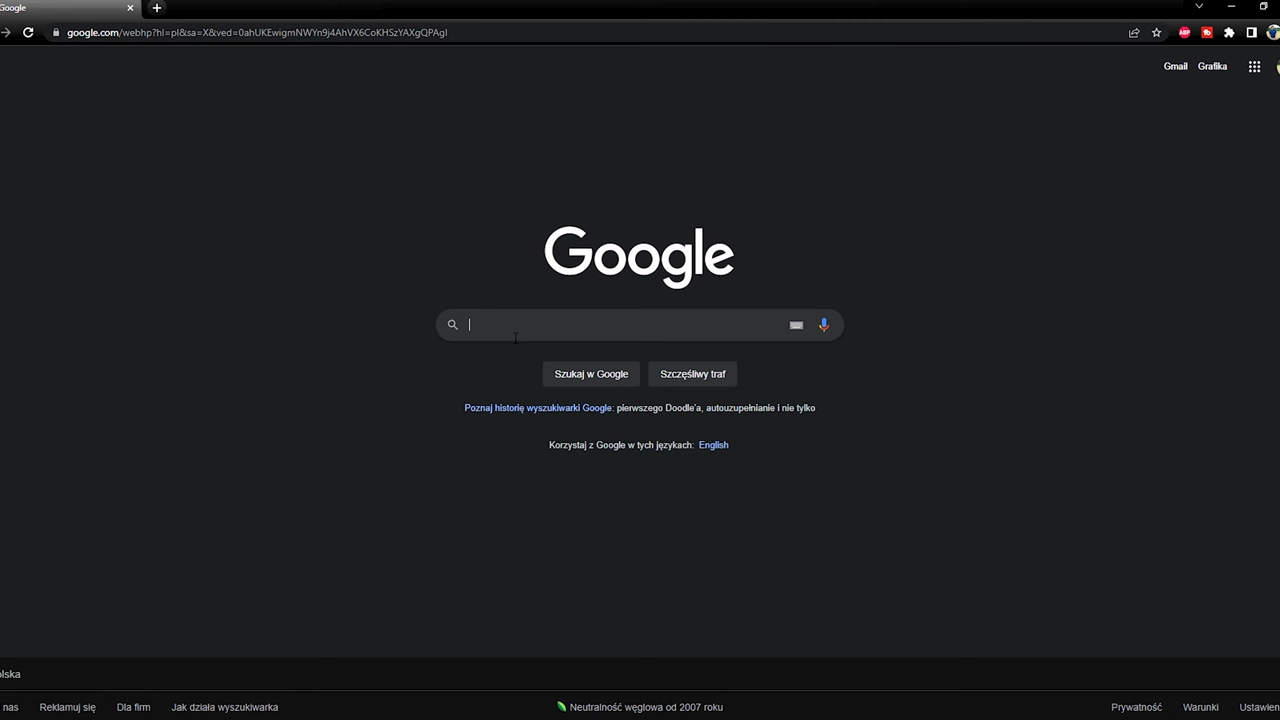 Google
google.com/webhp?hl=pl&sa=X&ved=0ahUKEwigmNWYn9j4AhVX6CoKHSzYAXgQPAgI
ABP
Gmail Grafika
Google
Szukaj w Google Szczęśliwy traf
Poznaj historię wyszukiwarki Google: pierwszego Doodle'a, autouzupełnianie i nie tylko
Korzystaj z Google w tych językach: English
olska
nas Reklamuj się Dla firm Jak działa wyszukiwarka Neutralność węglowa od 2007 roku Prywatność Warunki Ustawien